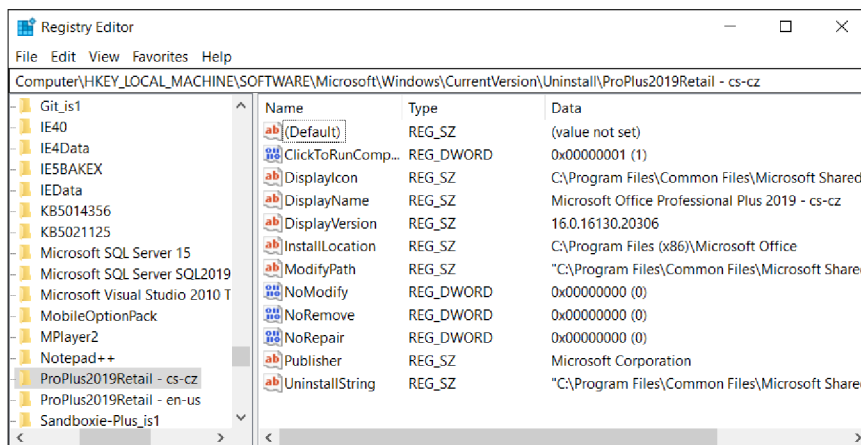 Registry Editor
File Edit View Favorites Help
Computer\HKEY_LOCAL_MACHINE\SOFTWARE\Microsoft\Windows\CurrentVersion\Uninstall\ProPlus2019Retail - cs-cz
Git_is1
IE40
IE4Data
IE5BAKEX
IEData
KB5014356
KB5021125
Microsoft SQL Server 15
Microsoft SQL Server SQL2019
Microsoft Visual Studio 2010 T
MobileOptionPack
MPlayer2
Notepad++
ProPlus2019Retail - cs-cz
ProPlus2019Retail - en-us
Sandboxie-Plus_is1
Name Type Data
(Default) REG_SZ (value not set)
ClickToRunComp... REG_DWORD 0x00000001 (1)
DisplayIcon REG_SZ C:\Program Files\Common Files\Microsoft Shared
DisplayName REG_SZ Microsoft Office Professional Plus 2019 - cs-cz
DisplayVersion REG_SZ 16.0.16130.20306
InstallLocation REG_SZ C:\Program Files (x86)\Microsoft Office
ModifyPath REG_SZ "C:\Program Files\Common Files\Microsoft Share
NoModify REG_DWORD 0x00000000 (0)
NoRemove REG_DWORD 0x00000000 (0)
NoRepair REG_DWORD 0x00000000 (0)
Publisher REG_SZ Microsoft Corporation
UninstallString REG_SZ "C:\Program Files\Common Files\Microsoft Share